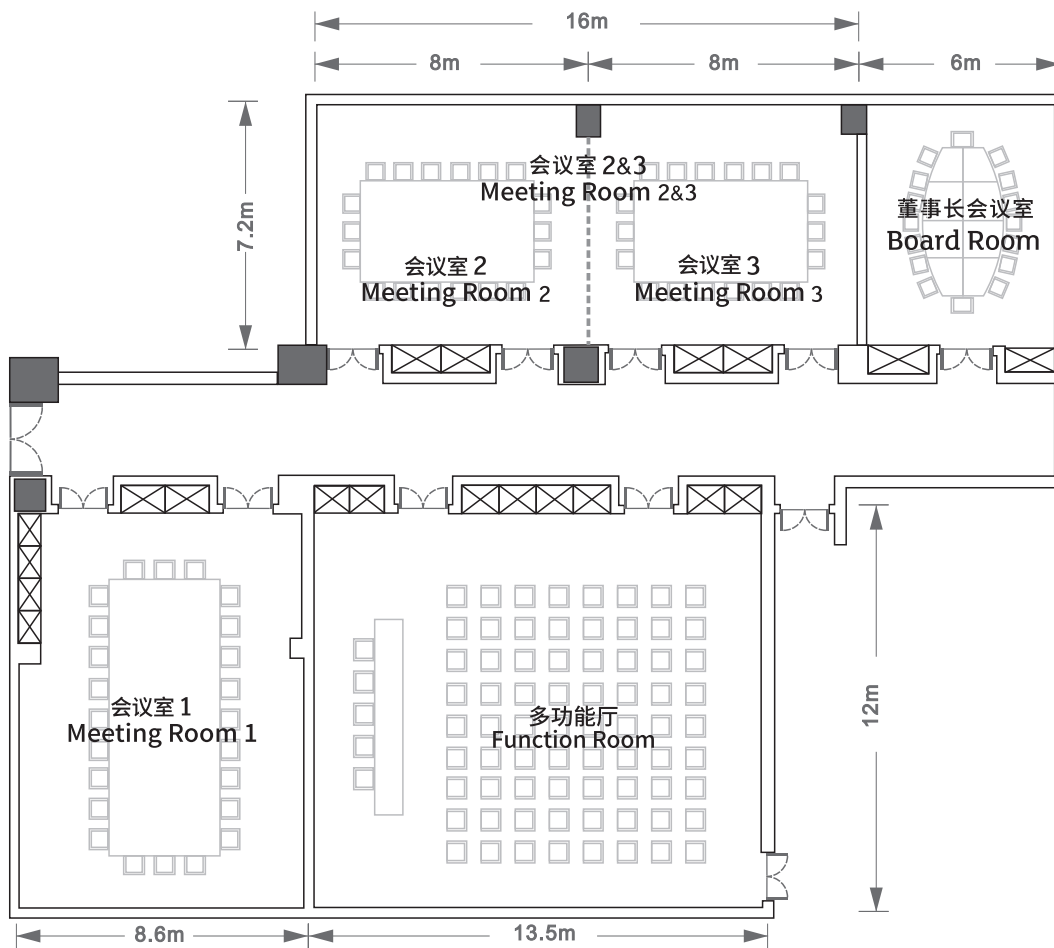 16m
8m
8m
6m
7.2m
会议室 2&3
Meeting Room 2&3
董事长会议室
Board Room
会议室 2
Meeting Room 2
会议室 3
Meeting Room 3
会议室 1
Meeting Room 1
多功能厅
Function Room
12m
8.6m
13.5m